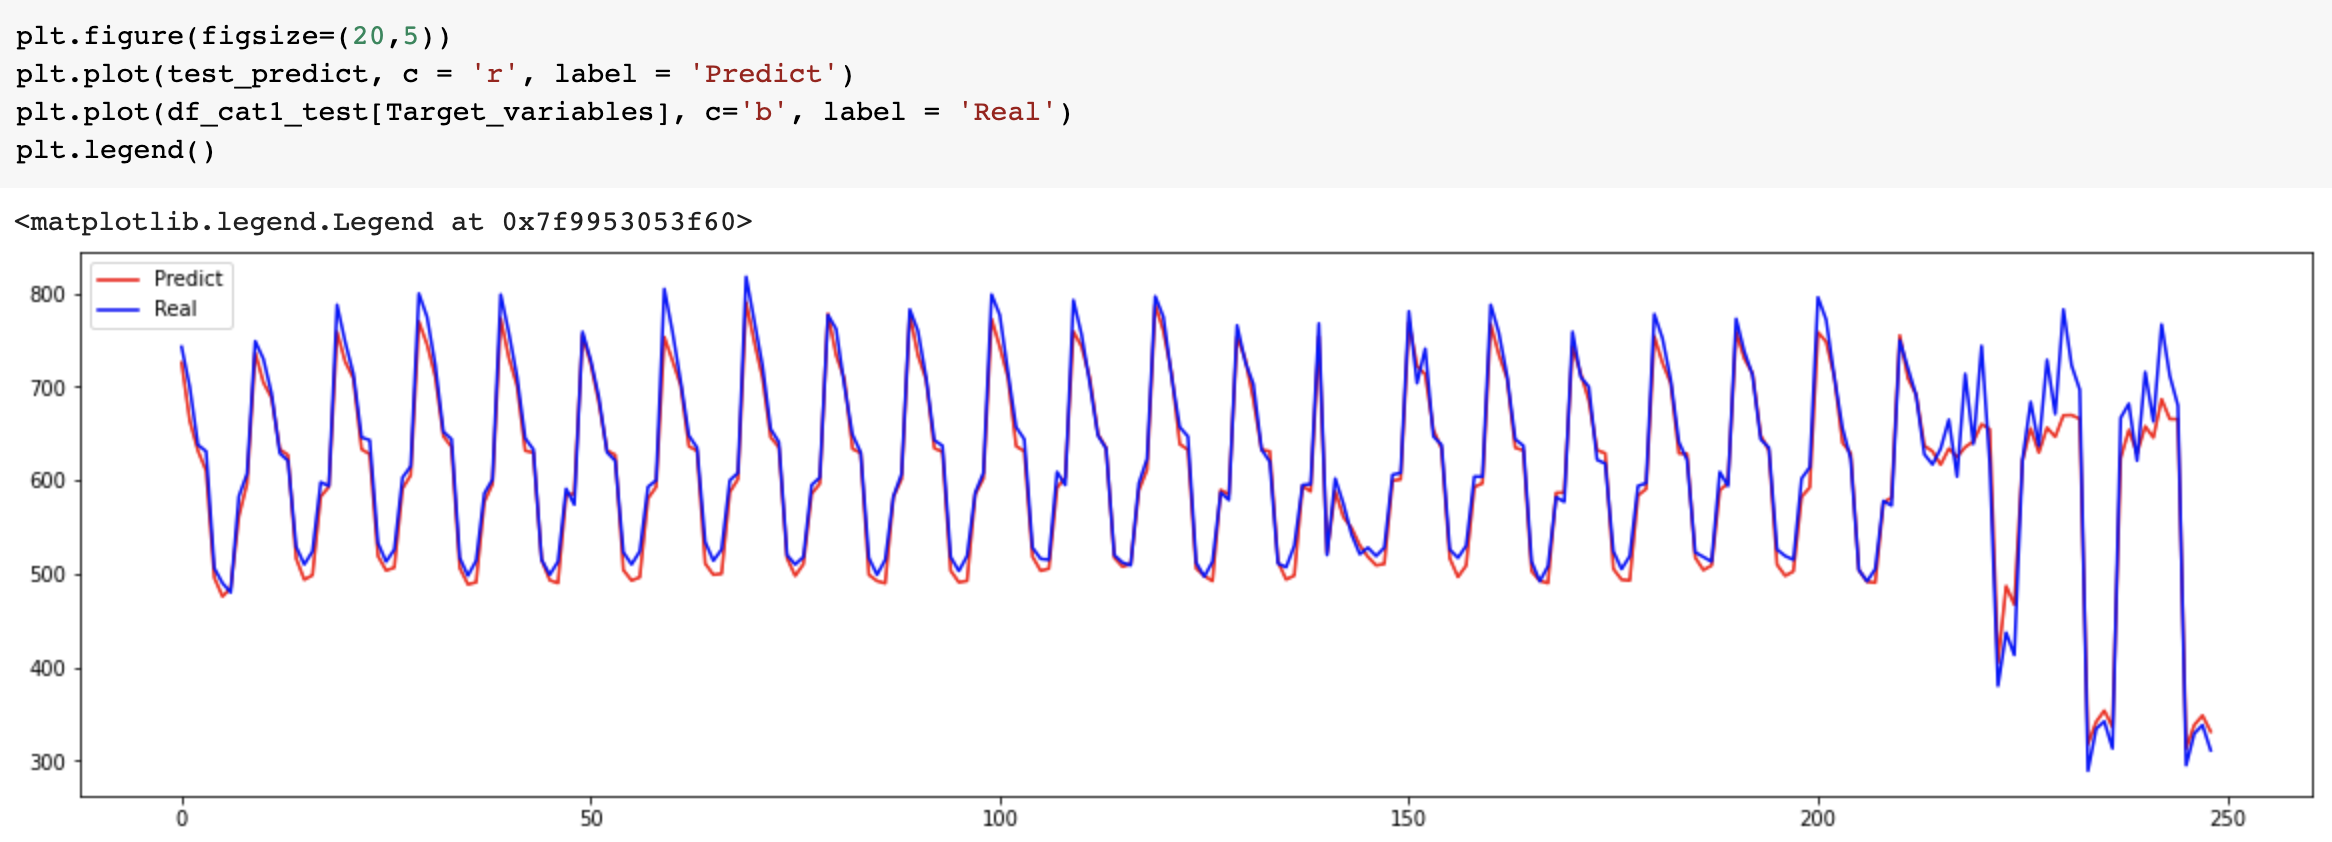 plt.figure(figsize=(20,5))
plt.plot(test_predict, c = 'r', label = 'Predict')
plt.plot(df_cat1_test[Target_variables], c='b', label = 'Real')
plt.legend()
<matplotlib.legend.Legend at 0x7f9953053f60>
Predict
Real
800
700
600
500
400
300
0 50 100 150 200 250